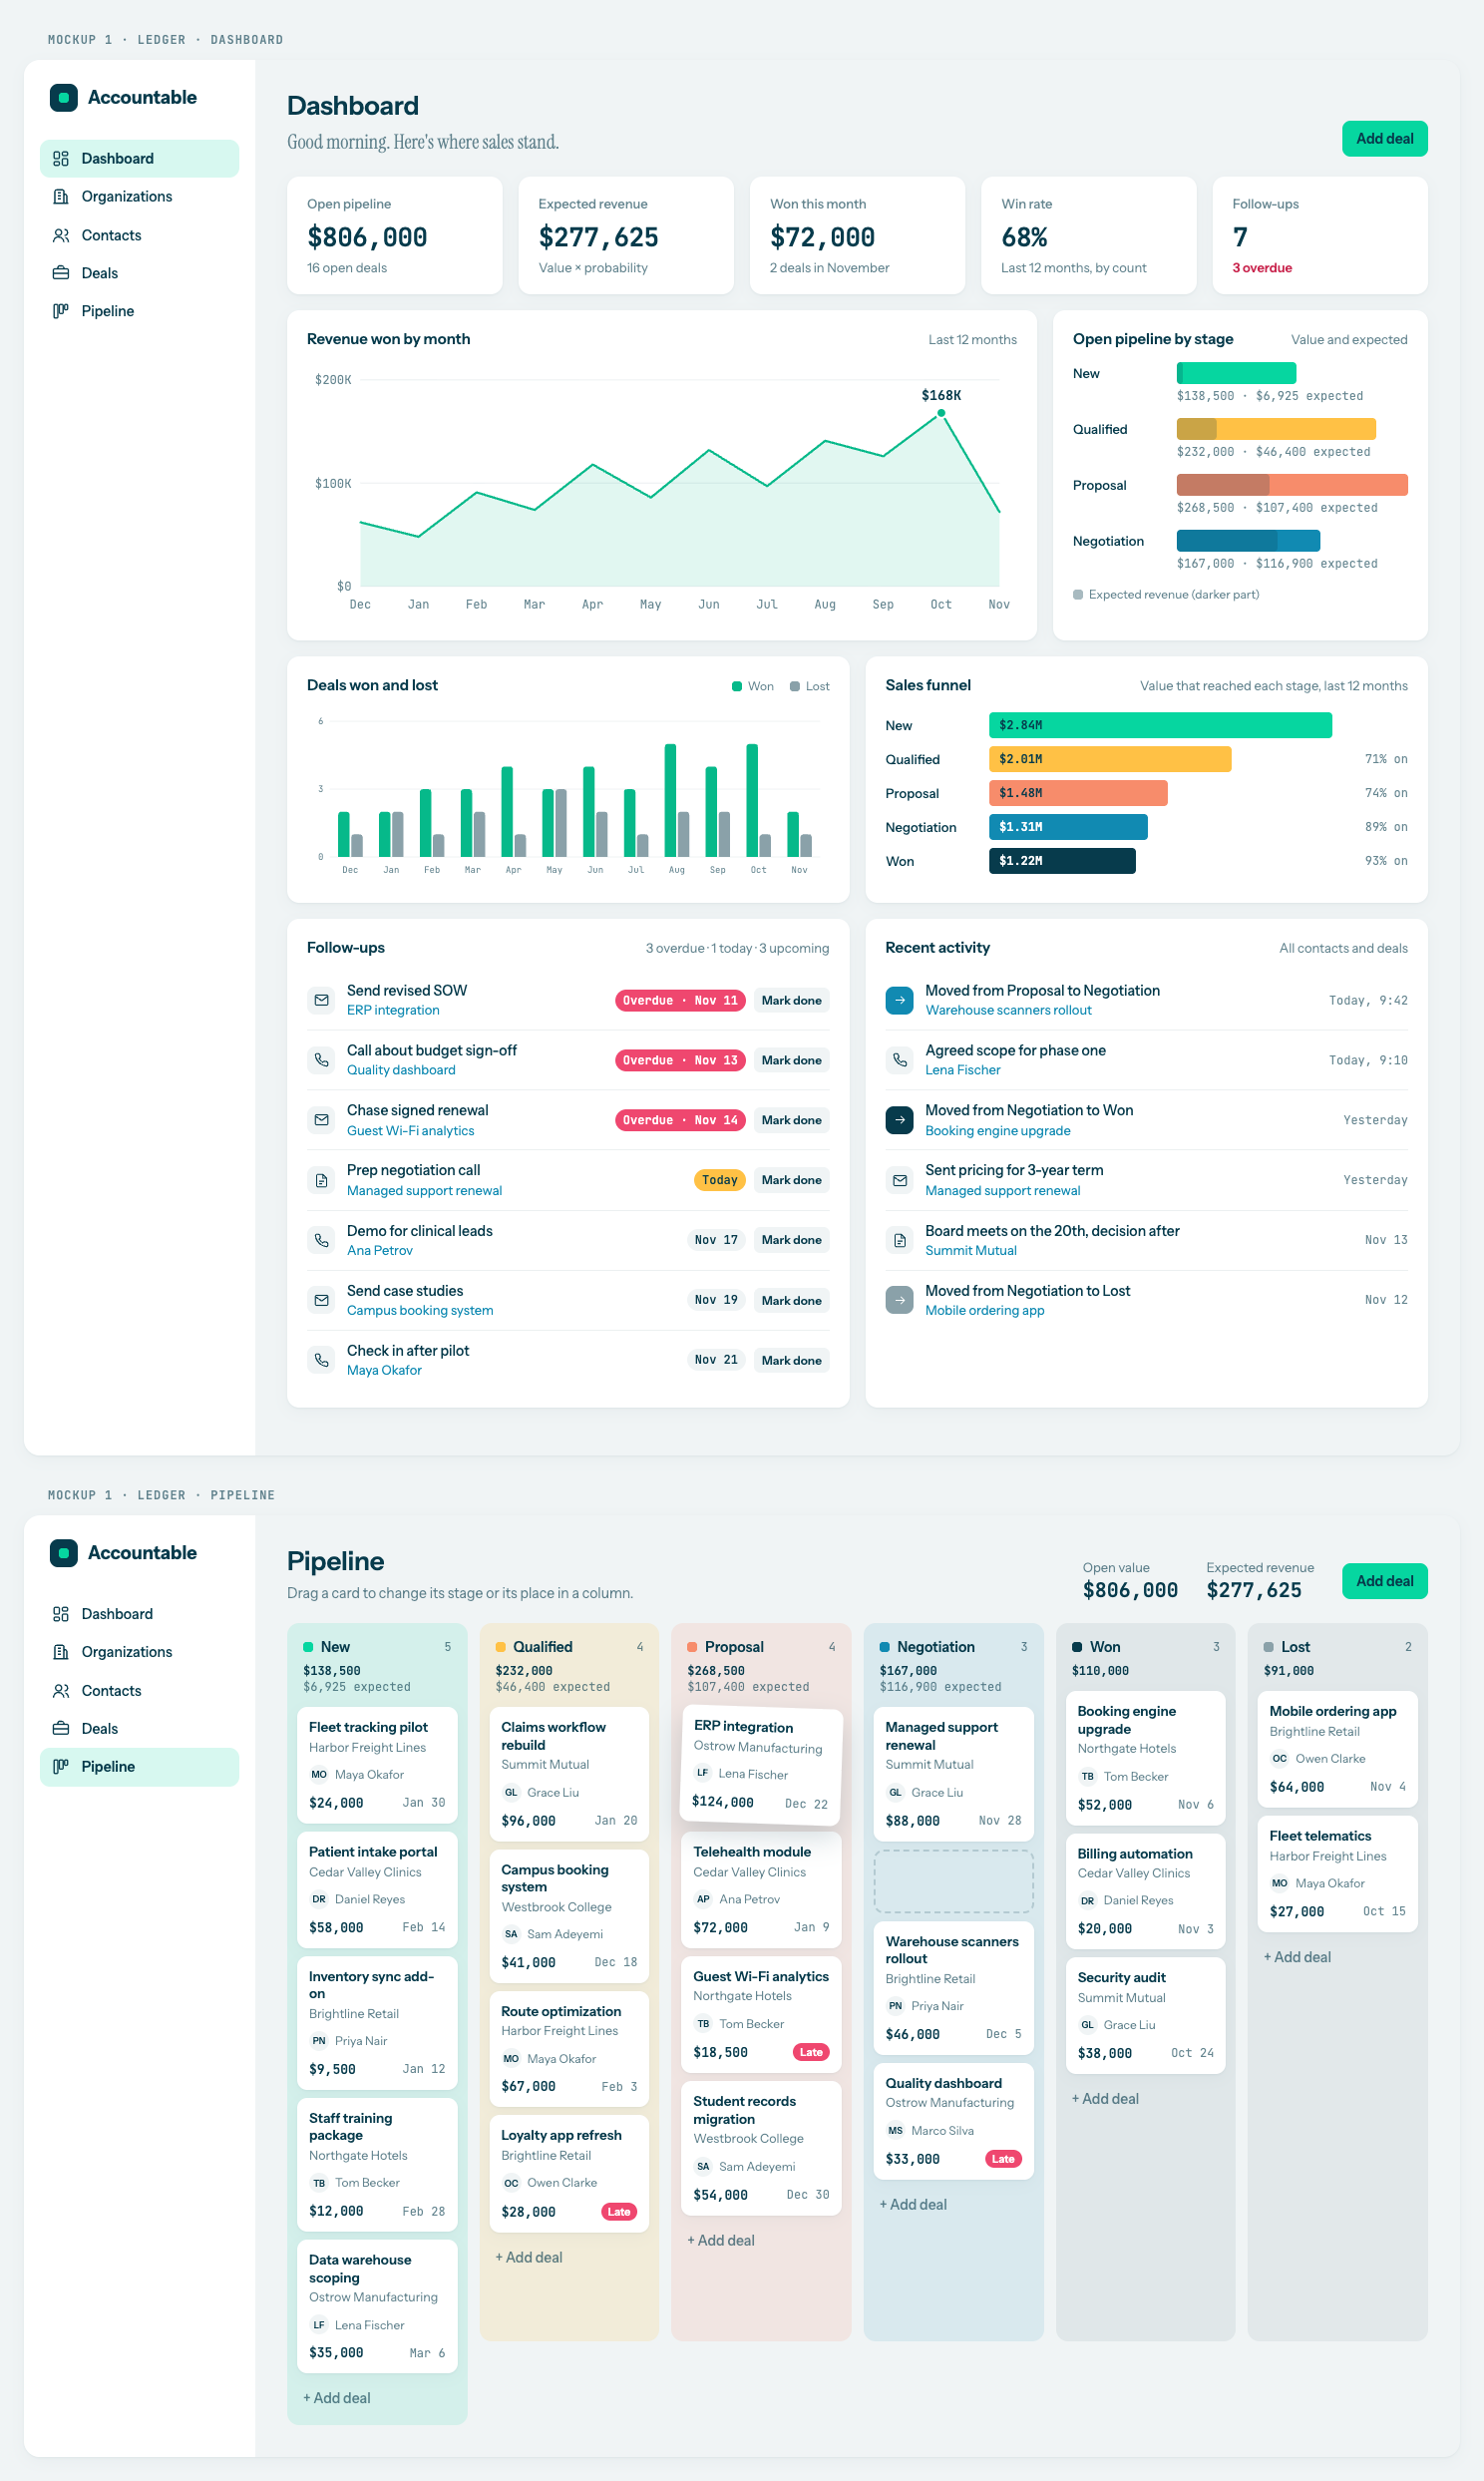 MOCKUP 1 · LEDGER · DASHBOARD
Accountable
Dashboard
Organizations
Contacts
Deals
Pipeline
Dashboard
Good morning. Here's where sales stand.
Add deal
Open pipeline
$806,000
16 open deals
Expected revenue
$277,625
Value × probability
Won this month
$72,000
2 deals in November
Win rate
68%
Last 12 months, by count
Follow-ups
7
3 overdue
Revenue won by month
Last 12 months
$200K
$100K
$0
$168K
Dec Jan Feb Mar Apr May Jun Jul Aug Sep Oct Nov
Open pipeline by stage
Value and expected
New
$138,500 · $6,925 expected
Qualified
$232,000 · $46,400 expected
Proposal
$268,500 · $107,400 expected
Negotiation
$167,000 · $116,900 expected
Expected revenue (darker part)
Deals won and lost
Won
Lost
6
3
0
Dec Jan Feb Mar Apr May Jun Jul Aug Sep Oct Nov
Sales funnel
Value that reached each stage, last 12 months
New $2.84M
Qualified $2.01M 71% on
Proposal $1.48M 74% on
Negotiation $1.31M 89% on
Won $1.22M 93% on
Follow-ups
3 overdue · 1 today · 3 upcoming
Send revised SOW
ERP integration
Overdue · Nov 11
Mark done
Call about budget sign-off
Quality dashboard
Overdue · Nov 13
Mark done
Chase signed renewal
Guest Wi-Fi analytics
Overdue · Nov 14
Mark done
Prep negotiation call
Managed support renewal
Today
Mark done
Demo for clinical leads
Ana Petrov
Nov 17
Mark done
Send case studies
Campus booking system
Nov 19
Mark done
Check in after pilot
Maya Okafor
Nov 21
Mark done
Recent activity
All contacts and deals
Moved from Proposal to Negotiation
Warehouse scanners rollout
Today, 9:42
Agreed scope for phase one
Lena Fischer
Today, 9:10
Moved from Negotiation to Won
Booking engine upgrade
Yesterday
Sent pricing for 3-year term
Managed support renewal
Yesterday
Board meets on the 20th, decision after
Summit Mutual
Nov 13
Moved from Negotiation to Lost
Mobile ordering app
Nov 12
MOCKUP 1 · LEDGER · PIPELINE
Accountable
Dashboard
Organizations
Contacts
Deals
Pipeline
Pipeline
Drag a card to change its stage or its place in a column.
Open value
$806,000
Expected revenue
$277,625
Add deal
New 5
$138,500
$6,925 expected
Fleet tracking pilot
Harbor Freight Lines
MO Maya Okafor
$24,000 Jan 30
Patient intake portal
Cedar Valley Clinics
DR Daniel Reyes
$58,000 Feb 14
Inventory sync add-
on
Brightline Retail
PN Priya Nair
$9,500 Jan 12
Staff training
package
Northgate Hotels
TB Tom Becker
$12,000 Feb 28
Data warehouse
scoping
Ostrow Manufacturing
LF Lena Fischer
$35,000 Mar 6
+ Add deal
Qualified 4
$232,000
$46,400 expected
Claims workflow
rebuild
Summit Mutual
GL Grace Liu
$96,000 Jan 20
Campus booking
system
Westbrook College
SA Sam Adeyemi
$41,000 Dec 18
Route optimization
Harbor Freight Lines
MO Maya Okafor
$67,000 Feb 3
Loyalty app refresh
Brightline Retail
OC Owen Clarke
$28,000 Late
+ Add deal
Proposal 4
$268,500
$107,400 expected
ERP integration
Ostrow Manufacturing
LF Lena Fischer
$124,000 Dec 22
Telehealth module
Cedar Valley Clinics
AP Ana Petrov
$72,000 Jan 9
Guest Wi-Fi analytics
Northgate Hotels
TB Tom Becker
$18,500 Late
Student records
migration
Westbrook College
SA Sam Adeyemi
$54,000 Dec 30
+ Add deal
Negotiation 3
$167,000
$116,900 expected
Managed support
renewal
Summit Mutual
GL Grace Liu
$88,000 Nov 28
Warehouse scanners
rollout
Brightline Retail
PN Priya Nair
$46,000 Dec 5
Quality dashboard
Ostrow Manufacturing
MS Marco Silva
$33,000 Late
+ Add deal
Won 3
$110,000
Booking engine
upgrade
Northgate Hotels
TB Tom Becker
$52,000 Nov 6
Billing automation
Cedar Valley Clinics
DR Daniel Reyes
$20,000 Nov 3
Security audit
Summit Mutual
GL Grace Liu
$38,000 Oct 24
+ Add deal
Lost 2
$91,000
Mobile ordering app
Brightline Retail
OC Owen Clarke
$64,000 Nov 4
Fleet telematics
Harbor Freight Lines
MO Maya Okafor
$27,000 Oct 15
+ Add deal